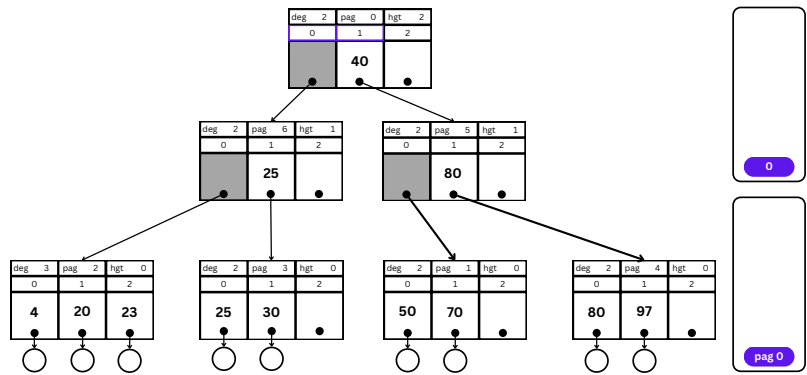 deg 2 pag 0 hgt 2
0 1 2
40
0
deg 2 pag 6 hgt 1
0 1 2
25
deg 2 pag 5 hgt 1
0 1 2
80
deg 3 pag 2 hgt 0
0 1 2
4 20 23
deg 2 pag 3 hgt 0
0 1 2
25 30
deg 2 pag 1 hgt 0
0 1 2
50 70
deg 2 pag 4 hgt 0
0 1 2
80 97
pag 0